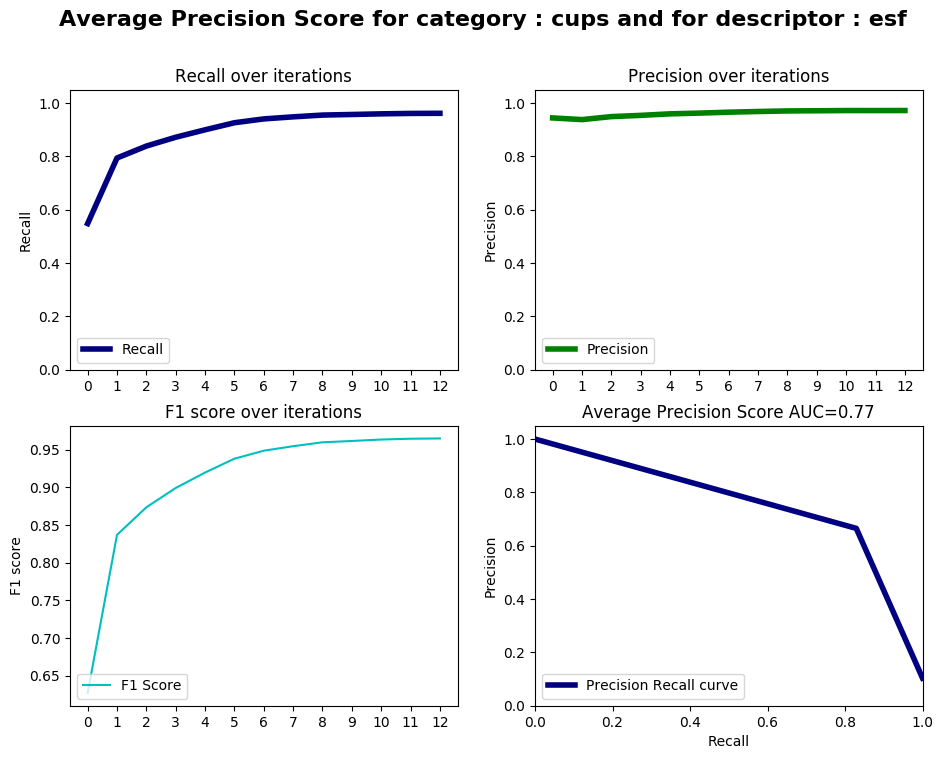 Average Precision Score for category : cups and for descriptor : esf
Recall over iterations
1.0
0.8
0.6
0.4
0.2
0.0
Recall
Recall
0 1 2 3 4 5 6 7 8 9 10 11 12
Precision over iterations
1.0
0.8
0.6
0.4
0.2
0.0
Precision
Precision
0 1 2 3 4 5 6 7 8 9 10 11 12
F1 score over iterations
0.95
0.90
0.85
0.80
0.75
0.70
0.65
F1 score
F1 Score
0 1 2 3 4 5 6 7 8 9 10 11 12
Average Precision Score AUC=0.77
1.0
0.8
0.6
0.4
0.2
0.0
Precision
Precision Recall curve
0.0 0.2 0.4 0.6 0.8 1.0
Recall